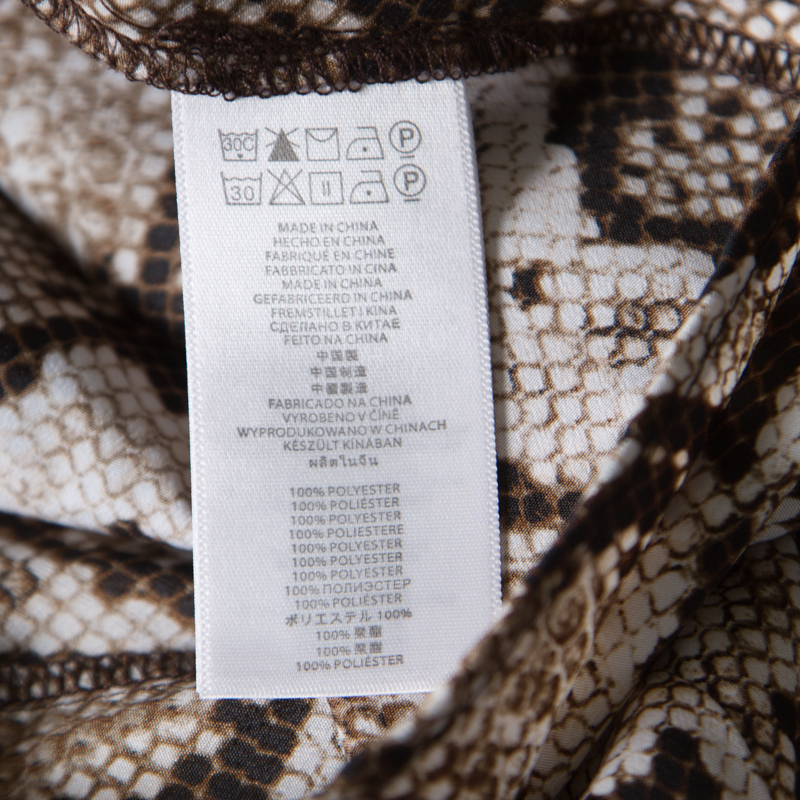 30C P
30 P
MADE IN CHINA
HECHO EN CHINA
FABRIQUÉ EN CHINE
FABBRICATO IN CINA
MADE IN CHINA
GEFABRICEERD IN CHINA
FREMSTILLET I KINA
СДЕЛАНО В КИТАЕ
FEITO NA CHINA
中国製
中国制造
中國製造
FABRICADO NA CHINA
VYROBENO V ČÍNĚ
WYPRODUKOWANO W CHINACH
KÉSZÜLT KÍNÁBAN
ผลิตในจีน
100% POLYESTER
100% POLIÉSTER
100% POLYESTER
100% POLIESTERE
100% POLYESTER
100% POLYESTER
100% POLYESTER
100% ПОЛИЭСТЕР
100% POLIÉSTER
ポリエステル 100%
100% 聚酯
100% 聚酯
100% POLIÉSTER